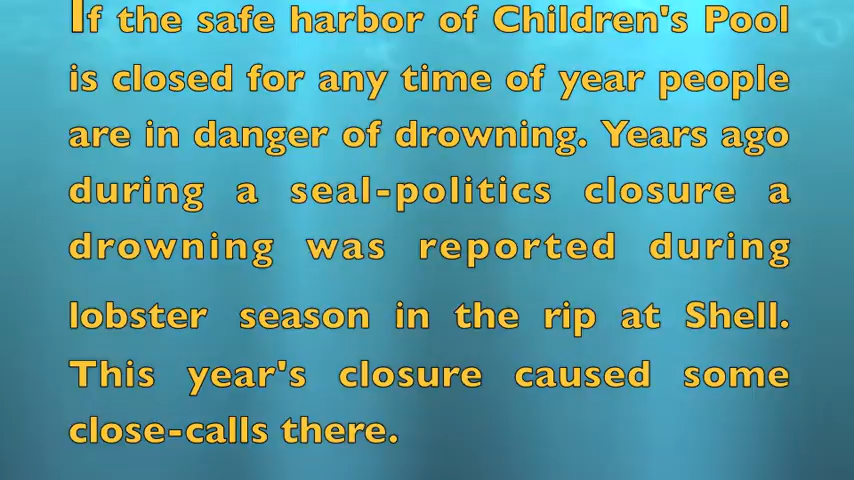 If the safe harbor of Children's Pool
is closed for any time of year people
are in danger of drowning. Years ago
during a seal-politics closure a
drowning was reported during
lobster season in the rip at Shell.
This year's closure caused some
close-calls there.